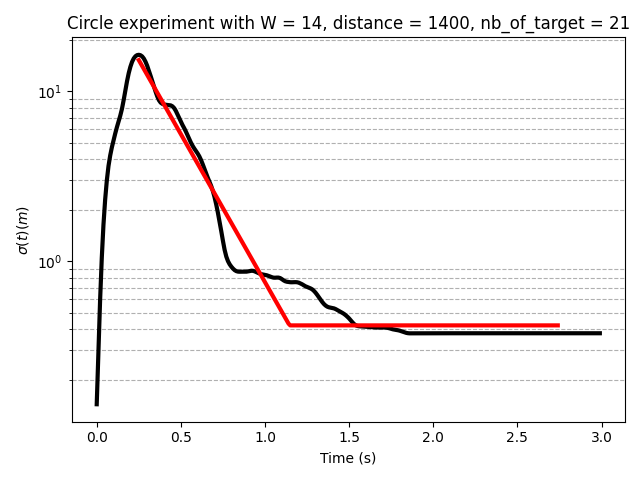 Circle experiment with W = 14, distance = 1400, nb_of_target = 21
10¹
10⁰
σ(t)(m)
0.0 0.5 1.0 1.5 2.0 2.5 3.0
Time (s)